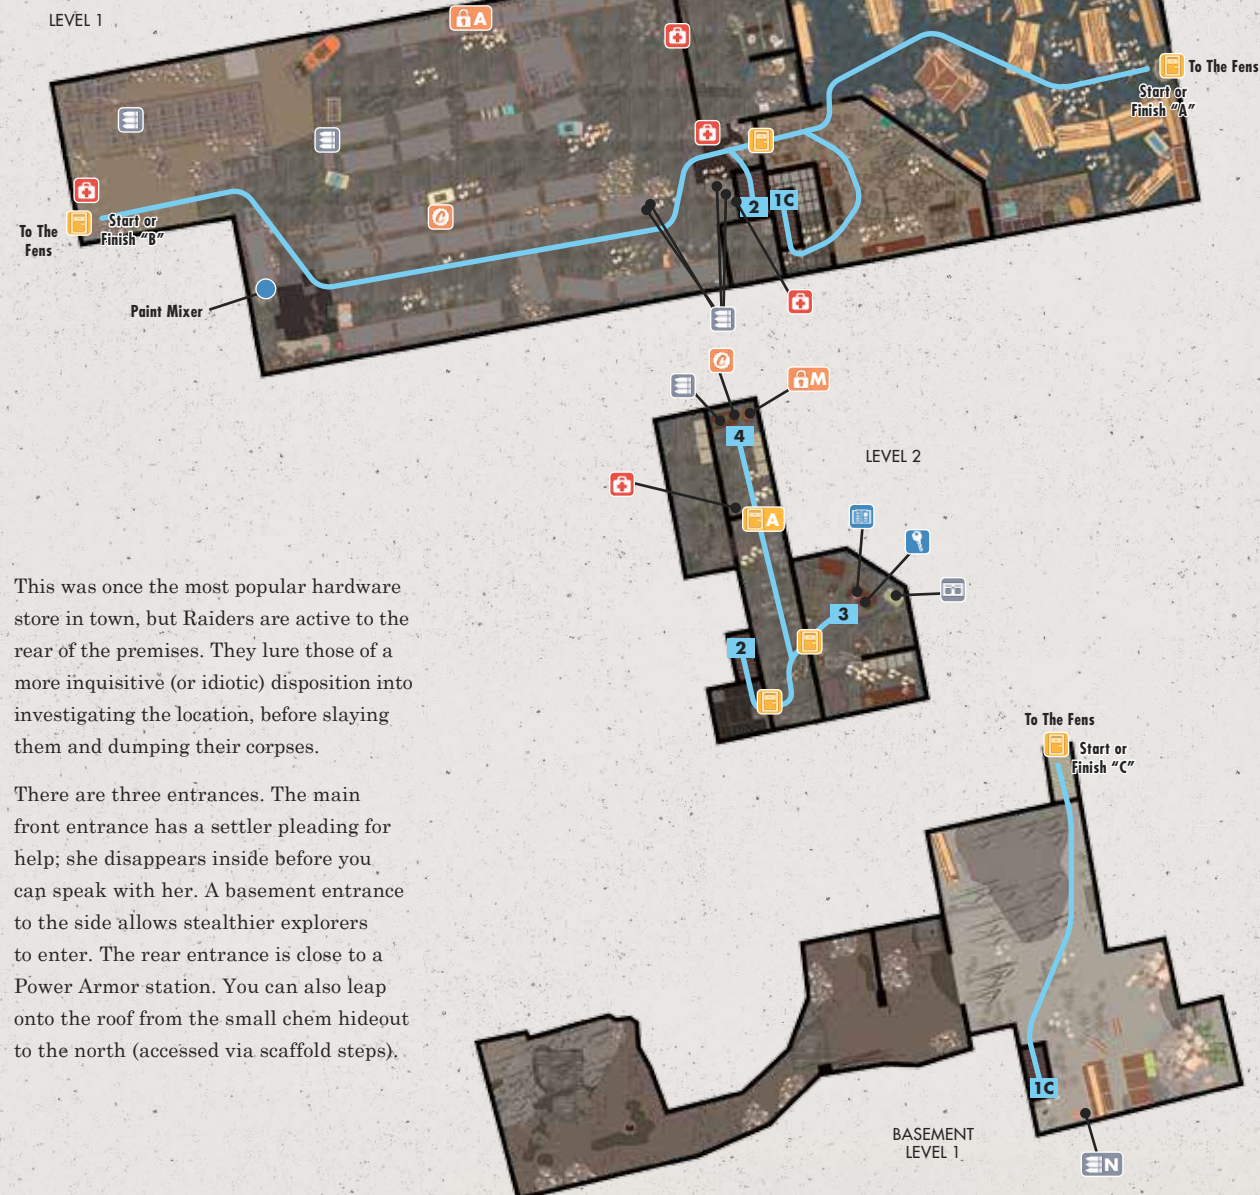 LEVEL 1
A
To The Fens
Start or
Finish "A"
To The
Fens
Start or
Finish "B"
2
1C
Paint Mixer
M
4
LEVEL 2
A
3
2
This was once the most popular hardware
store in town, but Raiders are active to the
rear of the premises. They lure those of a
more inquisitive (or idiotic) disposition into
investigating the location, before slaying
them and dumping their corpses.
There are three entrances. The main
front entrance has a settler pleading for
help; she disappears inside before you
can speak with her. A basement entrance
to the side allows stealthier explorers
to enter. The rear entrance is close to a
Power Armor station. You can also leap
onto the roof from the small chem hideout
to the north (accessed via scaffold steps).
To The Fens
Start or
Finish "C"
1C
BASEMENT
LEVEL 1
N